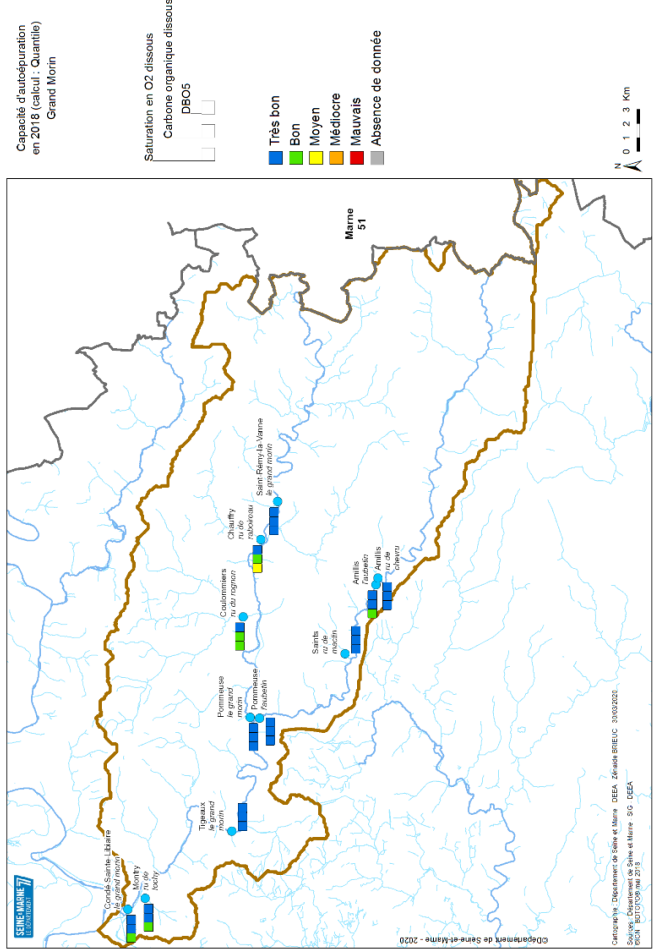 Capacité d'autoépuration
en 2018 (calcul : Quantile)
Grand Morin
Saturation en O2 dissous
Carbone organique dissous
DBO5
Très bon
Bon
Moyen
Médiocre
Mauvais
Absence de donnée
N
0 1 2 3 Km
SEINE-MARNE 77
LE DÉPARTEMENT
Marne
51
Condé-Sainte-Libiaire
le grand morin
Montry
ru de
lochy
Tigeaux
le grand
morin
Pommeuse
le grand
morin
Pommeuse
l'aubetin
Coulommiers
ru du rognon
Chauffry
ru de
raboireau
Saint-Rémy-la-Vanne
le grand morin
Saints
ru de
maclin
Amillis
l'aubetin
Amillis
ru de
chevru
©Département de Seine-et-Marne - 2020
Cartographie : Département de Seine et Marne DEEA Zénaïde BRIEUC 30/03/2020
Sources : Département de Seine et Marne SIG DEEA
©IGN BDTOPO® mai 2018